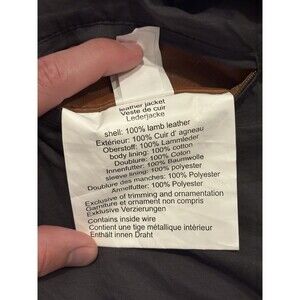 leather jacket
Veste de cuir
Lederjacke
shell: 100% lamb leather
Extérieur: 100% Cuir d' agneau
Oberstoff: 100% Lammleder
body lining: 100% cotton
Doublure: 100% Coton
Innenfutter: 100% Baumwolle
sleeve lining: 100% polyester
Doublure des manches: 100% Polyester
Armelfutter: 100% Polyester
Exclusive of trimming and ornamentation
Garniture et ornament non compris
Exklusive Verzierungen
Contains inside wire
Contient une tige métallique intérieur
Enthält innen Draht